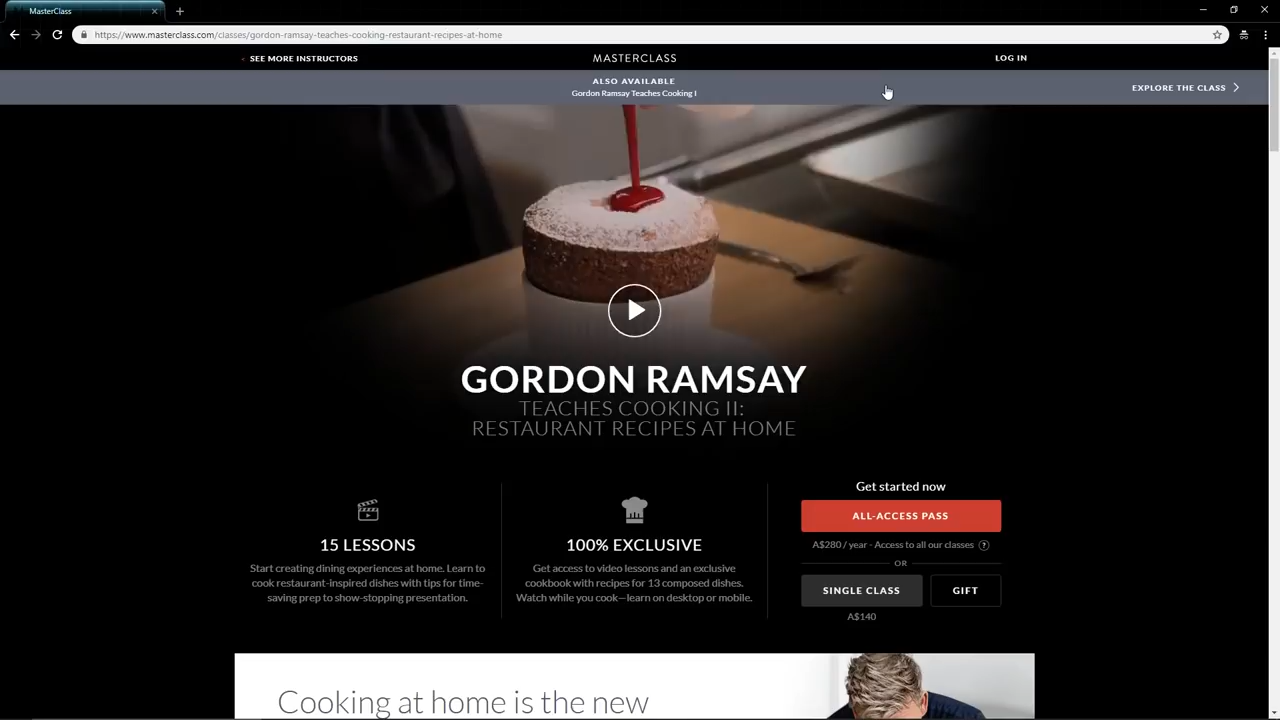 MasterClass
https://www.masterclass.com/classes/gordon-ramsay-teaches-cooking-restaurant-recipes-at-home
SEE MORE INSTRUCTORS
MASTERCLASS
LOG IN
ALSO AVAILABLE
Gordon Ramsay Teaches Cooking I
EXPLORE THE CLASS
GORDON RAMSAY
TEACHES COOKING II:
RESTAURANT RECIPES AT HOME
15 LESSONS
Start creating dining experiences at home. Learn to
cook restaurant-inspired dishes with tips for time-
saving prep to show-stopping presentation.
100% EXCLUSIVE
Get access to video lessons and an exclusive
cookbook with recipes for 13 composed dishes.
Watch while you cook—learn on desktop or mobile.
Get started now
ALL-ACCESS PASS
A$280 / year - Access to all our classes ?
OR
SINGLE CLASS
GIFT
A$140
Cooking at home is the new